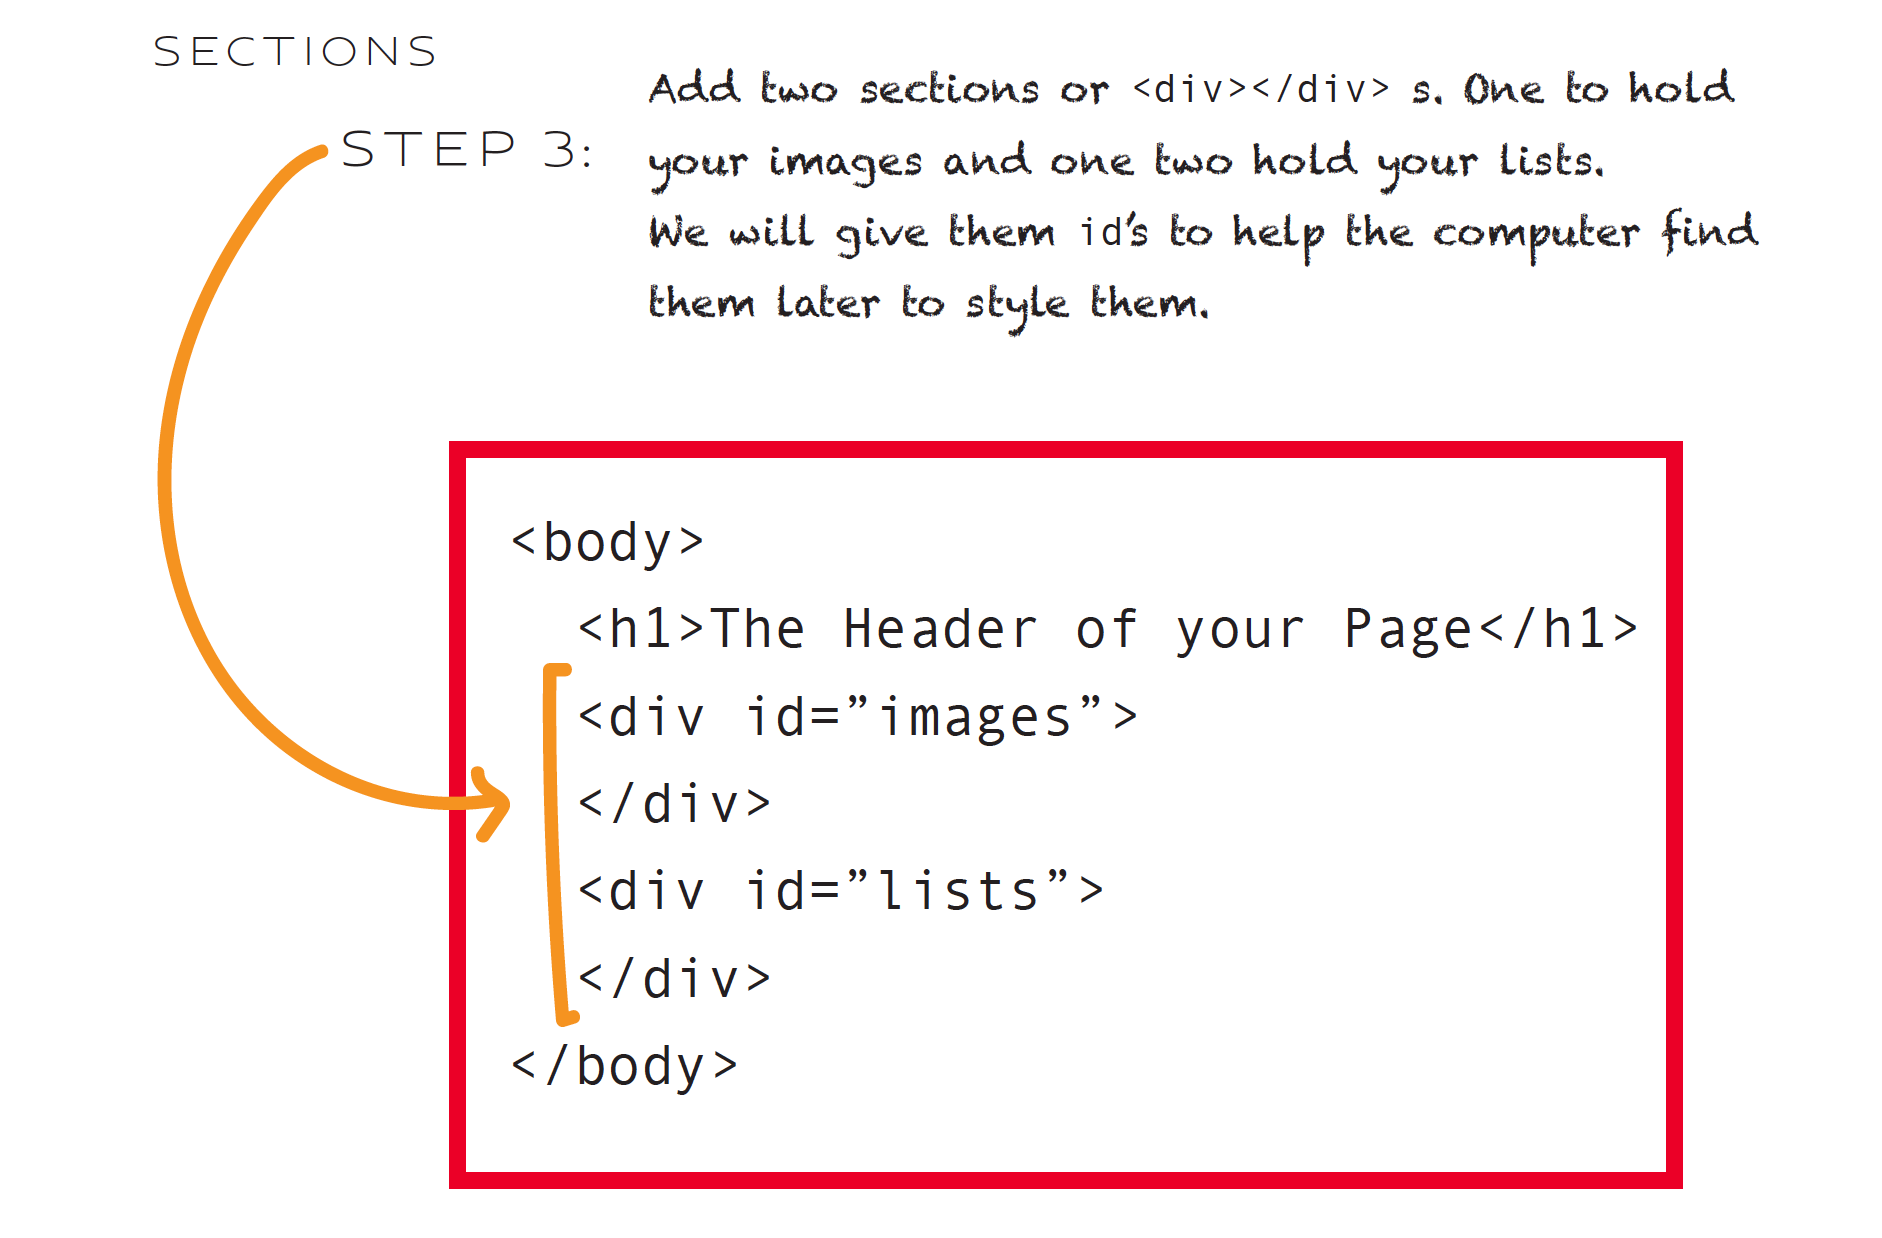 SECTIONS
STEP 3:
Add two sections or <div></div> s. One to hold
your images and one two hold your lists.
We will give them id's to help the computer find
them later to style them.
<body>
<h1>The Header of your Page</h1>
<div id=”images”>
</div>
<div id=”lists”>
</div>
</body>